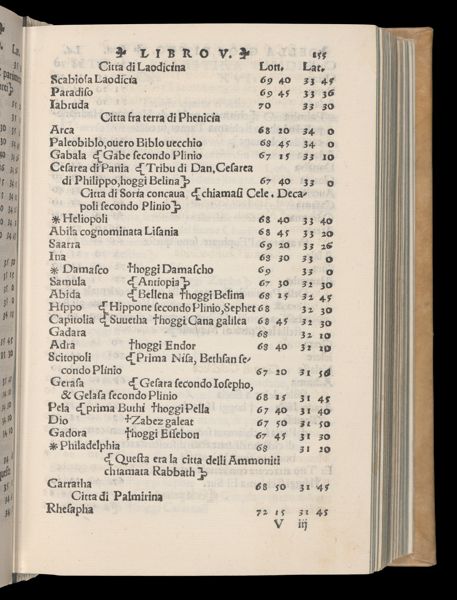 LIBRO V. 215
Citta di Laodicina Lon. Lat.
Scabiosa Laodicia 69 40 33 45
Paradiso 69 45 33 36
Iabruda 70 33 30
Citta fra terra di Phenicia
Arca 68 20 34 0
Paleobiblo, ouero Biblo uecchio 68 45 34 0
Gabala {Gabe secondo Plinio 67 15 33 10
Cesarea di Pania {Tribu di Dan, Cesarea
di Philippo, hoggi Belina} 67 40 33 0
Citta di Soria concaua {chiamasi Cele. Deca-
poli secondo Plinio}
* Heliopoli 68 40 33 40
Abila cognominata Lisania 68 45 33 20
Saarra 69 20 33 26
Ina 68 30 33 0
* Damasco †hoggi Damascho 69 33 0
Samula {Antiopia} 67 30 32 30
Abida {Bellena †hoggi Besina 68 15 32 45
Hippo {Hippone secondo Plinio, Sephet 68 32 30
Capitolia {Suuetha †hoggi Cana galilea 68 45 32 30
Gadara 68 32 10
Adra †hoggi Endor 68 40 32 10
Scitopoli {Prima Nisa, Bethsan se-
condo Plinio 67 20 31 56
Gerasa {Gesara secondo Iosepho,
& Gelasa secondo Plinio 68 15 31 45
Pela {prima Buthi †hoggi Pella 67 40 31 40
Dio †Zabez galeat 67 50 31 50
Gadora †hoggi Eissebon 67 45 31 30
* Philadelphia 68 31 20
{Questa era la citta delli Ammoniti
chiamata Rabbath}
Carratha 68 50 31 45
Citta di Palmirina
Rhesapha 72 15 31 45
V iij